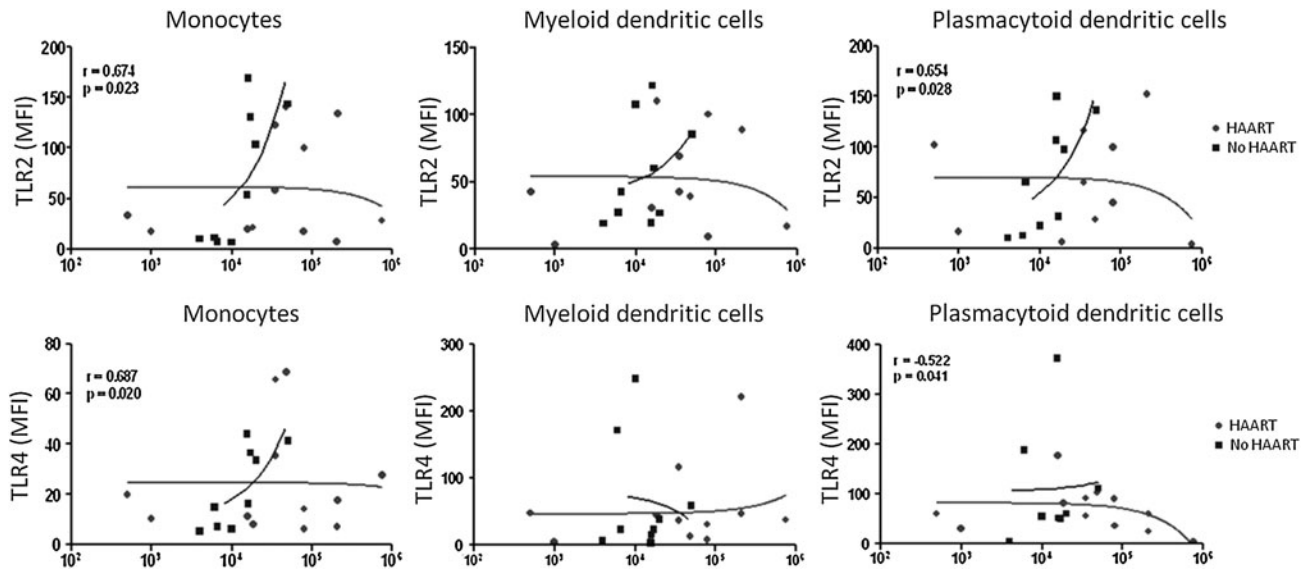 Monocytes
Myeloid dendritic cells
Plasmacytoid dendritic cells
TLR2 (MFI)
200
150
100
50
0
r = 0.674
p = 0.023
10² 10³ 10⁴ 10⁵ 10⁶
TLR2 (MFI)
150
100
50
0
10² 10³ 10⁴ 10⁵ 10⁶
TLR2 (MFI)
200
150
100
50
0
r = 0.654
p = 0.028
10² 10³ 10⁴ 10⁵ 10⁶
HAART
No HAART
Monocytes
Myeloid dendritic cells
Plasmacytoid dendritic cells
TLR4 (MFI)
80
60
40
20
0
r = 0.687
p = 0.020
10² 10³ 10⁴ 10⁵ 10⁶
TLR4 (MFI)
300
200
100
0
10² 10³ 10⁴ 10⁵ 10⁶
TLR4 (MFI)
400
300
200
100
0
r = -0.522
p = 0.041
10² 10³ 10⁴ 10⁵ 10⁶
HAART
No HAART